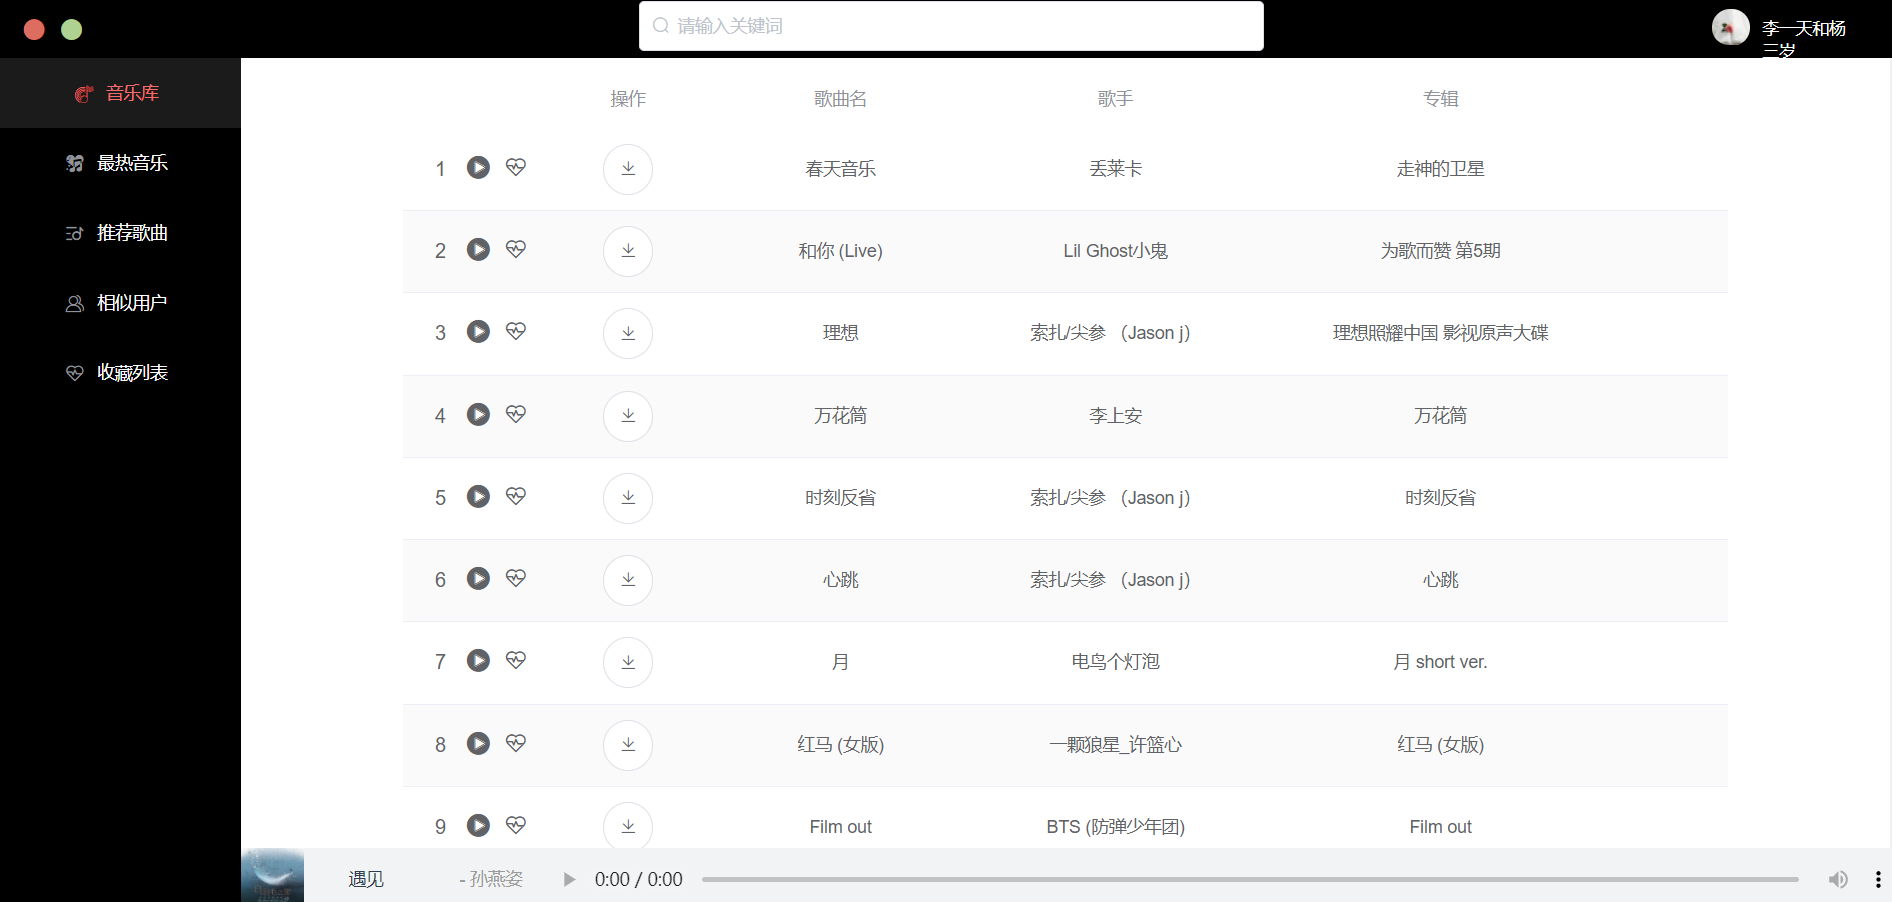 请输入关键词
李一天和杨
三岁
音乐库
最热音乐
推荐歌曲
相似用户
收藏列表
操作 歌曲名 歌手 专辑
1 春天音乐 丢莱卡 走神的卫星
2 和你 (Live) Lil Ghost小鬼 为歌而赞 第5期
3 理想 索扎/尖参 （Jason j） 理想照耀中国 影视原声大碟
4 万花筒 李上安 万花筒
5 时刻反省 索扎/尖参 （Jason j） 时刻反省
6 心跳 索扎/尖参 （Jason j） 心跳
7 月 电鸟个灯泡 月 short ver.
8 红马 (女版) 一颗狼星_许篮心 红马 (女版)
9 Film out BTS (防弹少年团) Film out
遇见 - 孙燕姿 0:00 / 0:00